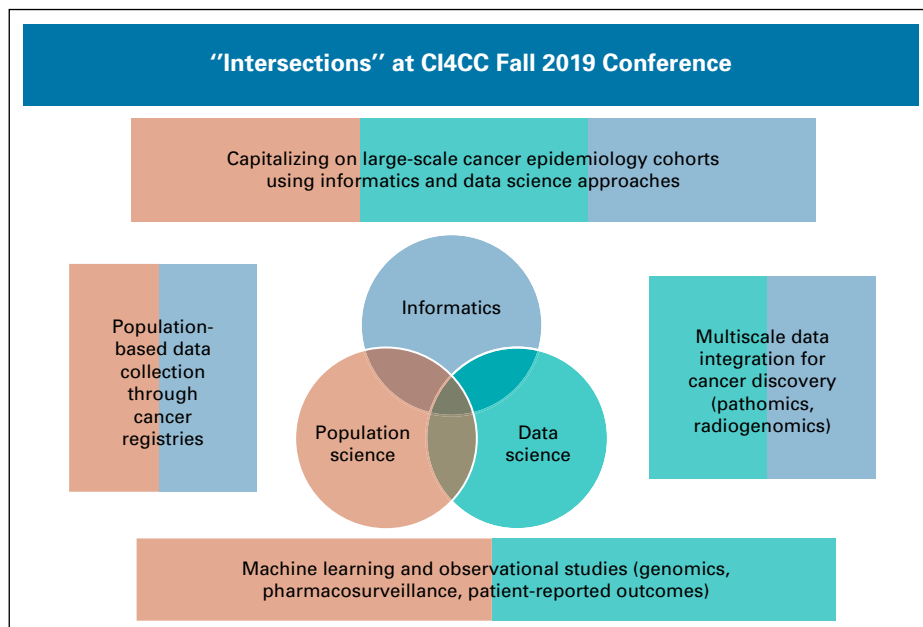 "Intersections" at CI4CC Fall 2019 Conference
Capitalizing on large-scale cancer epidemiology cohorts
using informatics and data science approaches
Population-
based data
collection
through
cancer
registries
Informatics
Population
science
Data
science
Multiscale data
integration for
cancer discovery
(pathomics,
radiogenomics)
Machine learning and observational studies (genomics,
pharmacosurveillance, patient-reported outcomes)